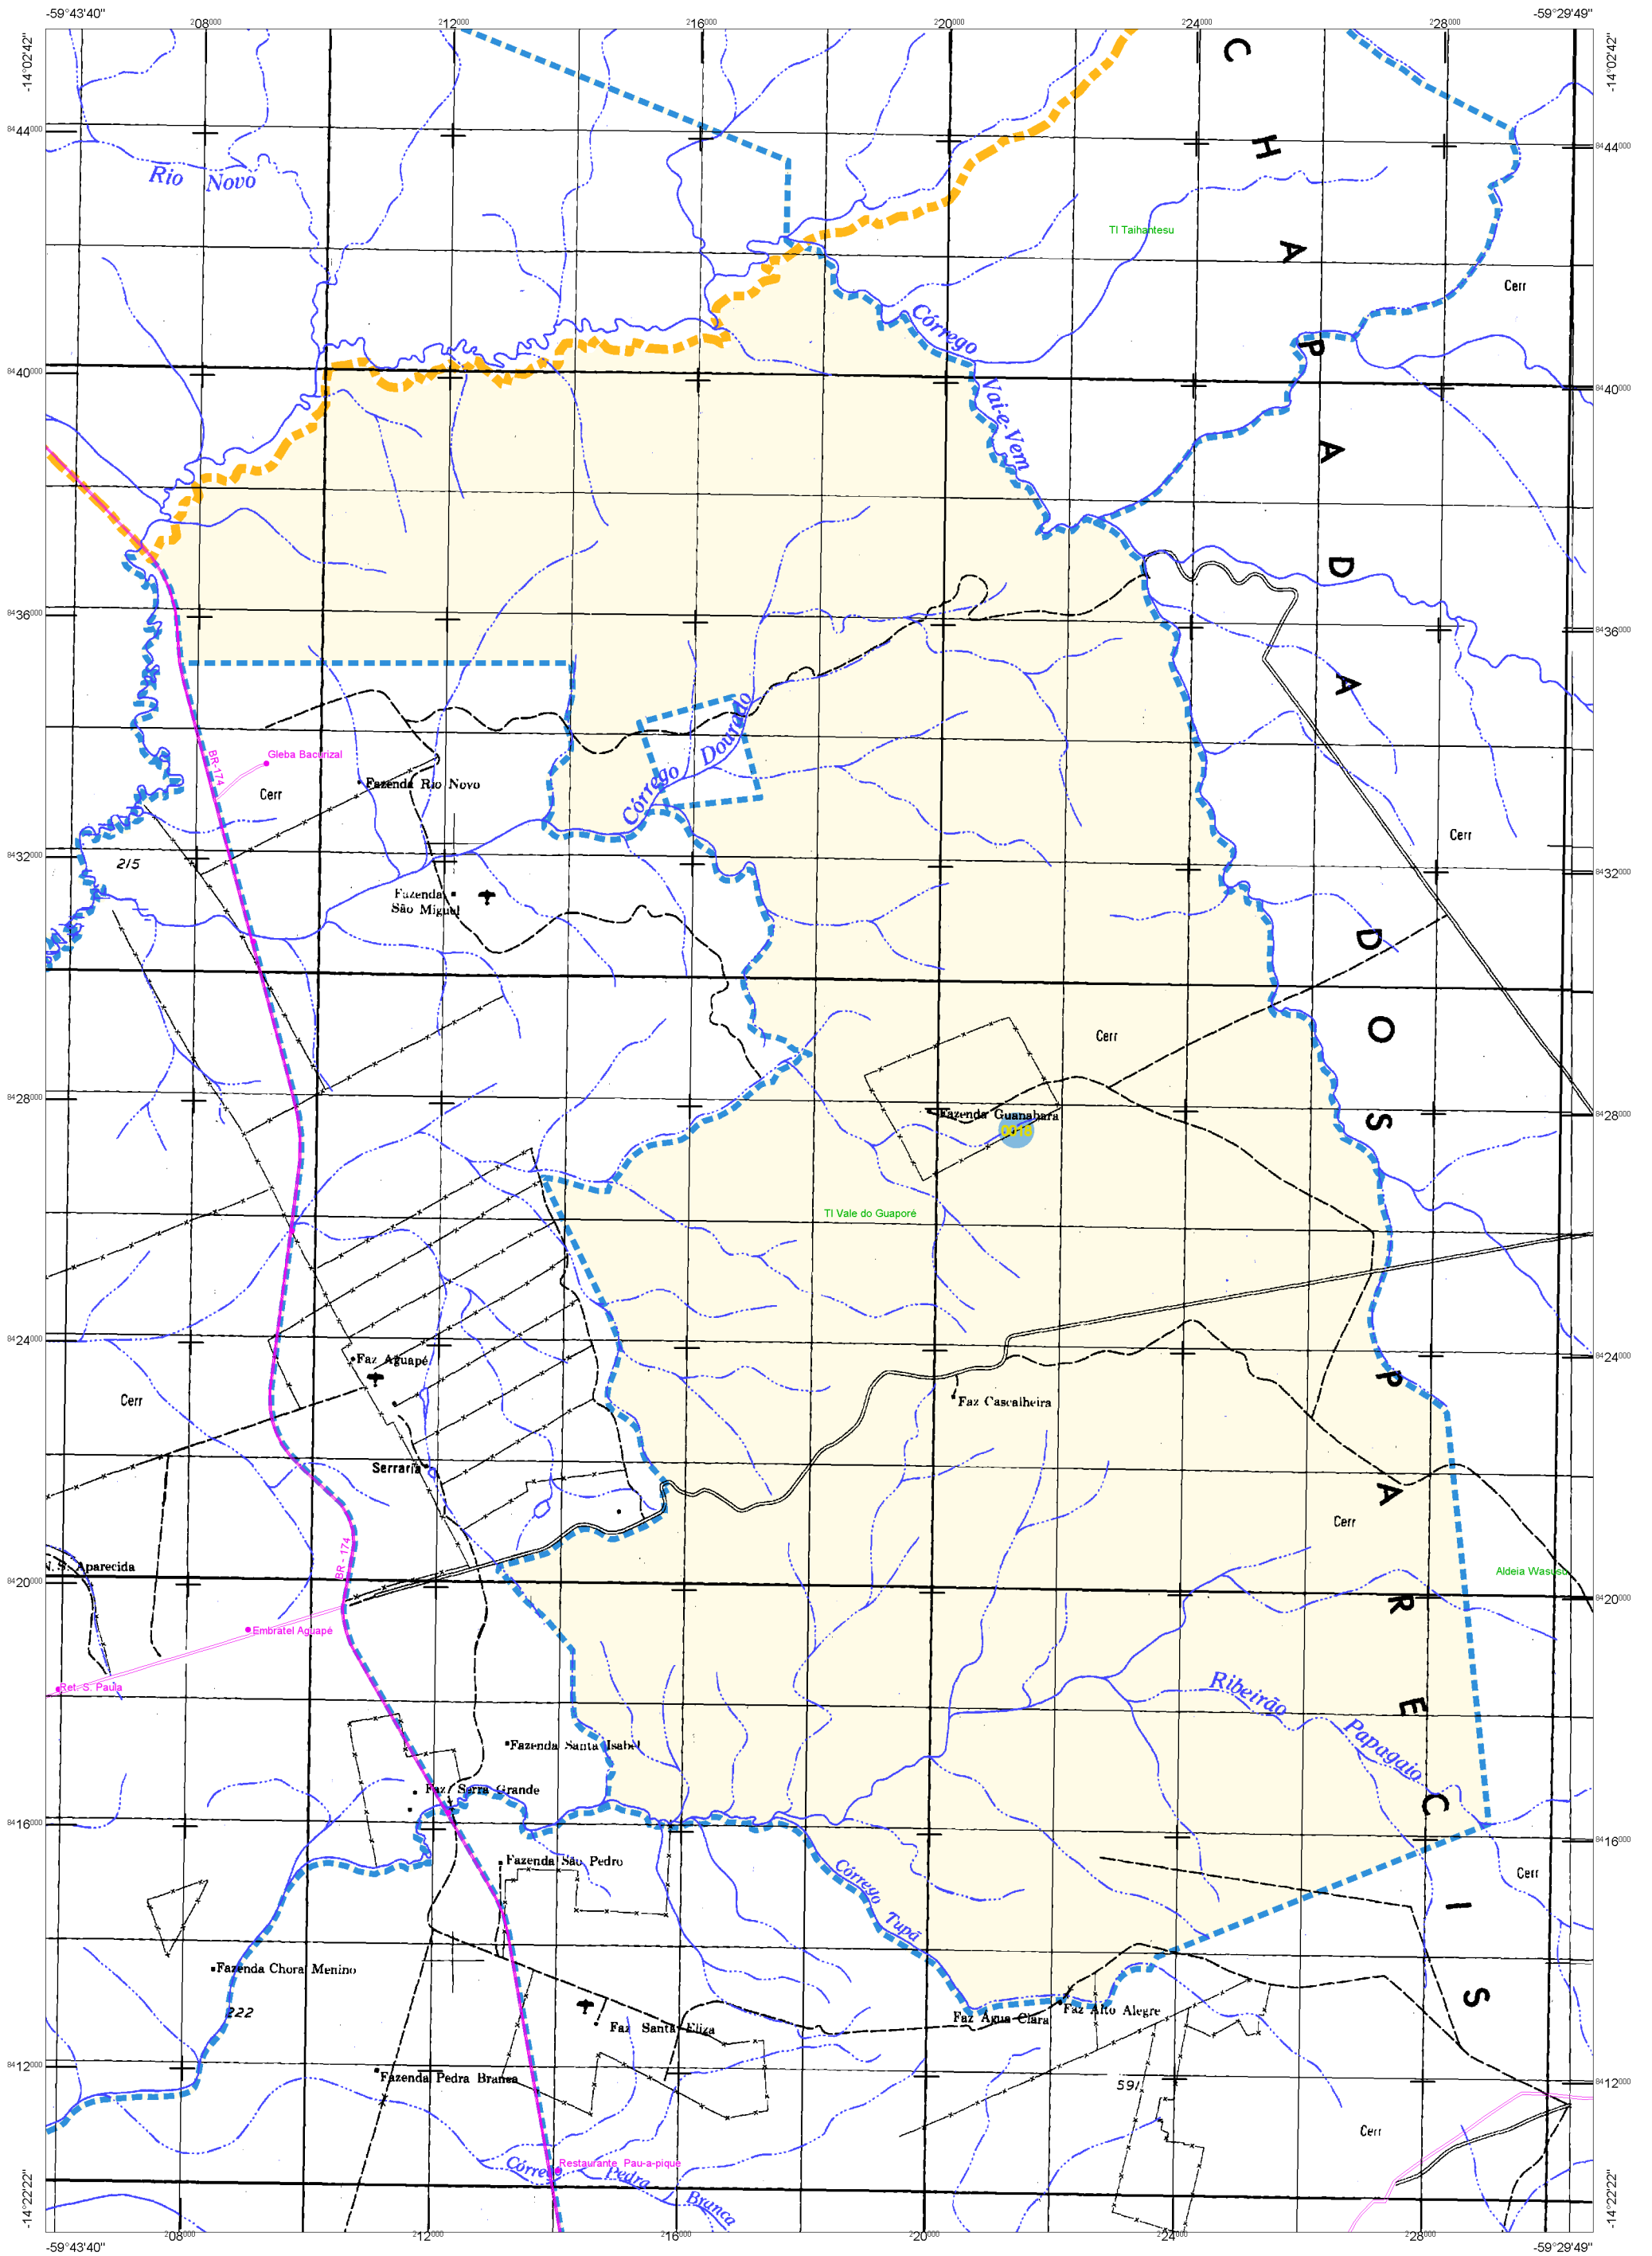 -59°43'40"
208000
212000
216000
220000
224000
228000
-59°29'49"
-14°02'42"
-14°02'42"
C
H
A
P
A
D
A
D
O
S
P
A
R
E
C
I
S
8444000
8444000
Rio Novo
TI Taihantesu
Cerr
Córrego
Vai-e-Vem
8440000
8440000
8436000
8436000
BR-174
Gleba Bacurizal
Cerr
Fazenda Rio Novo
Córrego Dourado
Cerr
8432000
8432000
215
Fazenda
São Miguel
Cerr
8428000
8428000
Fazenda Guanabara
0018
TI Vale do Guaporé
8424000
8424000
Faz Aguapé
Cerr
Faz Cascalheira
Serraria
Cerr
BR - 174
N. S. Aparecida
8420000
8420000
Aldeia Wasusu
Embratel Aguapé
Ret. S. Paula
Ribeirão
Papagaio
Fazenda Santa Isabel
Faz Serra Grande
8416000
8416000
Fazenda São Pedro
Córrego
Tupã
Cerr
Fazenda Chora Menino
222
Faz Santa Eliza
Faz Agua Clara
Faz Alto Alegre
8412000
8412000
Fazenda Pedra Branca
591
Cerr
Restaurante Pau-a-pique
Córrego Pedra
Branca
-14°22'22"
-14°22'22"
208000
212000
216000
220000
224000
228000
-59°43'40"
-59°29'49"